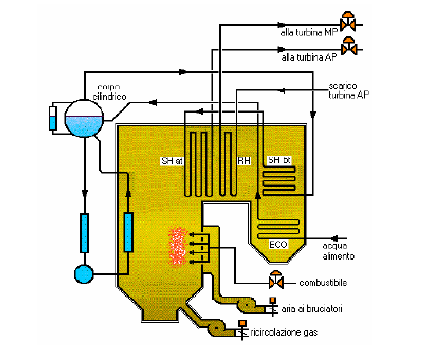 alla turbina MP
alla turbina AP
corpo
cilindrico
scarico
turbina AP
SH at
RH
SH bt
ECO
acqua
alimento
combustibile
aria ai bruciatori
ricircolazione gas